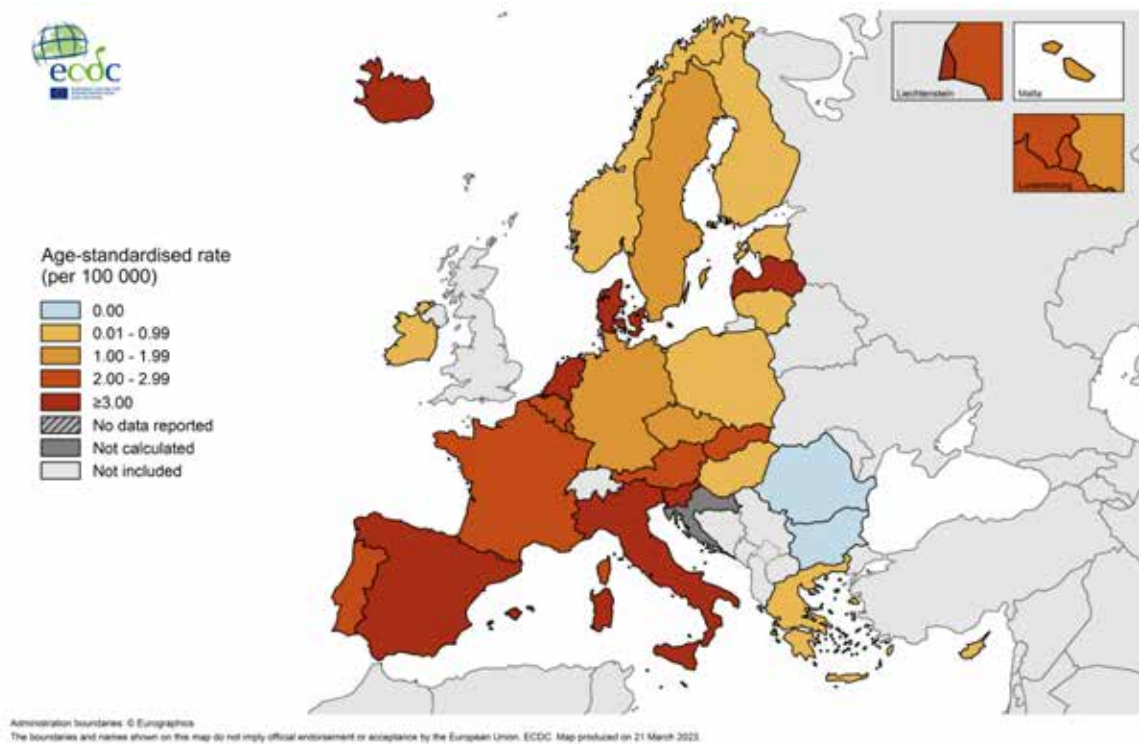 ecdc
Age-standardised rate
(per 100 000)
0.00
0.01 - 0.99
1.00 - 1.99
2.00 - 2.99
≥3.00
No data reported
Not calculated
Not included
Liechtenstein
Malta
Luxembourg
Administration boundaries: © Eurographics
The boundaries and names shown on this map do not imply official endorsement or acceptance by the European Union. ECDC. Map produced on 21 March 2023.